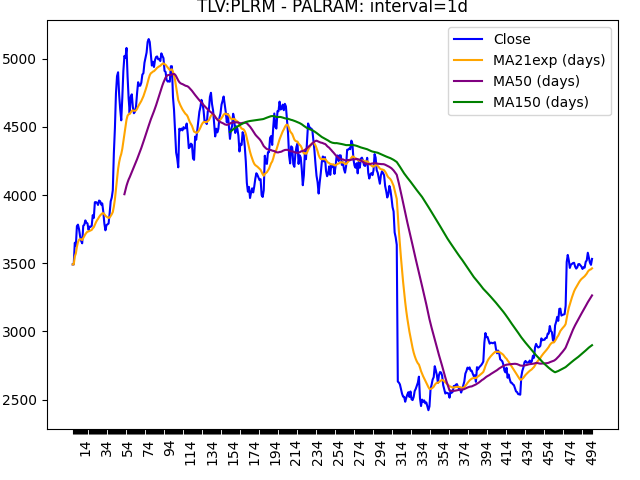 TLV:PLRM - PALRAM: interval=1d
Close
MA21exp (days)
MA50 (days)
MA150 (days)
5000
4500
4000
3500
3000
2500
14 34 54 74 94 114 134 154 174 194 214 234 254 274 294 314 334 354 374 394 414 434 454 474 494